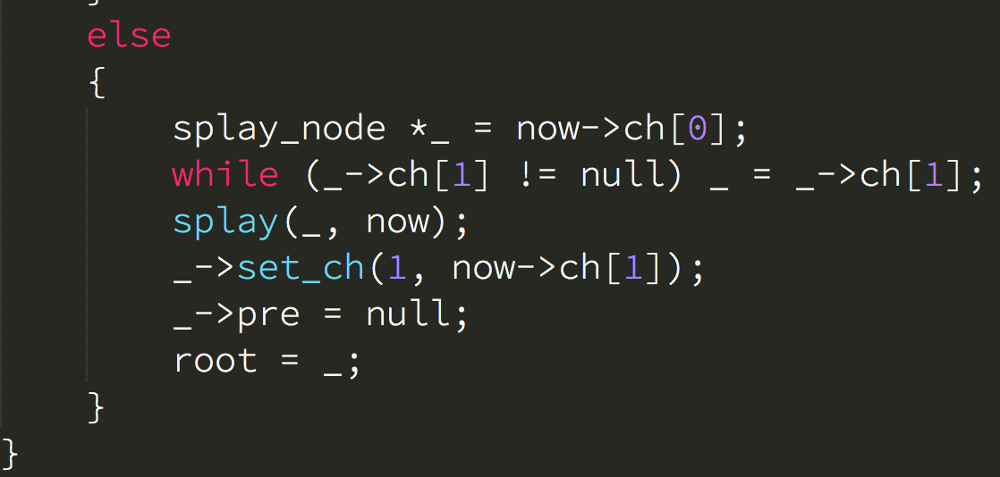 }
else
{
splay_node *_ = now->ch[0];
while (_->ch[1] != null) _ = _->ch[1];
splay(_, now);
_->set_ch(1, now->ch[1]);
_->pre = null;
root = _;
}
}